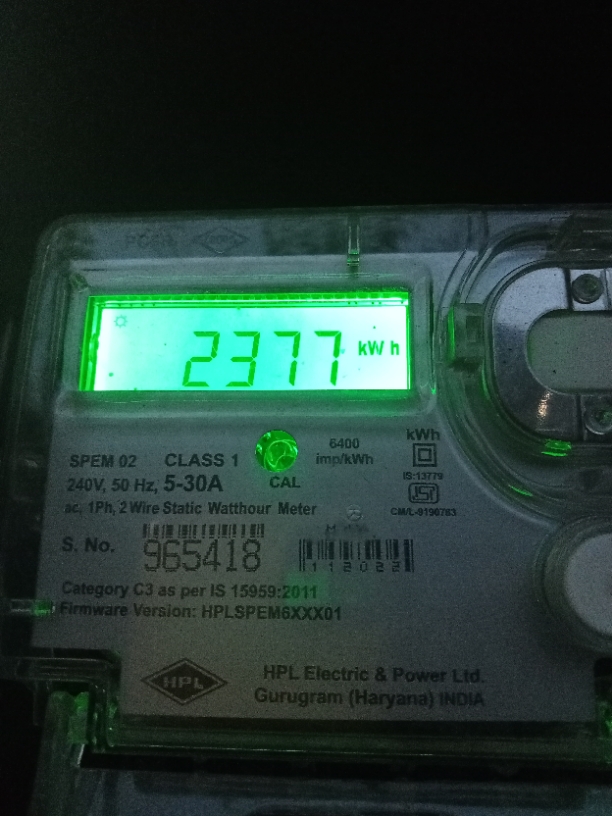 2377 kWh
SPEM 02 CLASS 1 6400 imp/kWh kWh
240V, 50 Hz, 5-30A CAL IS:13779
ac, 1Ph, 2 Wire Static Watthour Meter CM/L-9190783
S. No. 965418 112022
Category C3 as per IS 15959:2011
Firmware Version: HPLSPEM6XXX01
HPL HPL Electric & Power Ltd.
Gurugram (Haryana) INDIA